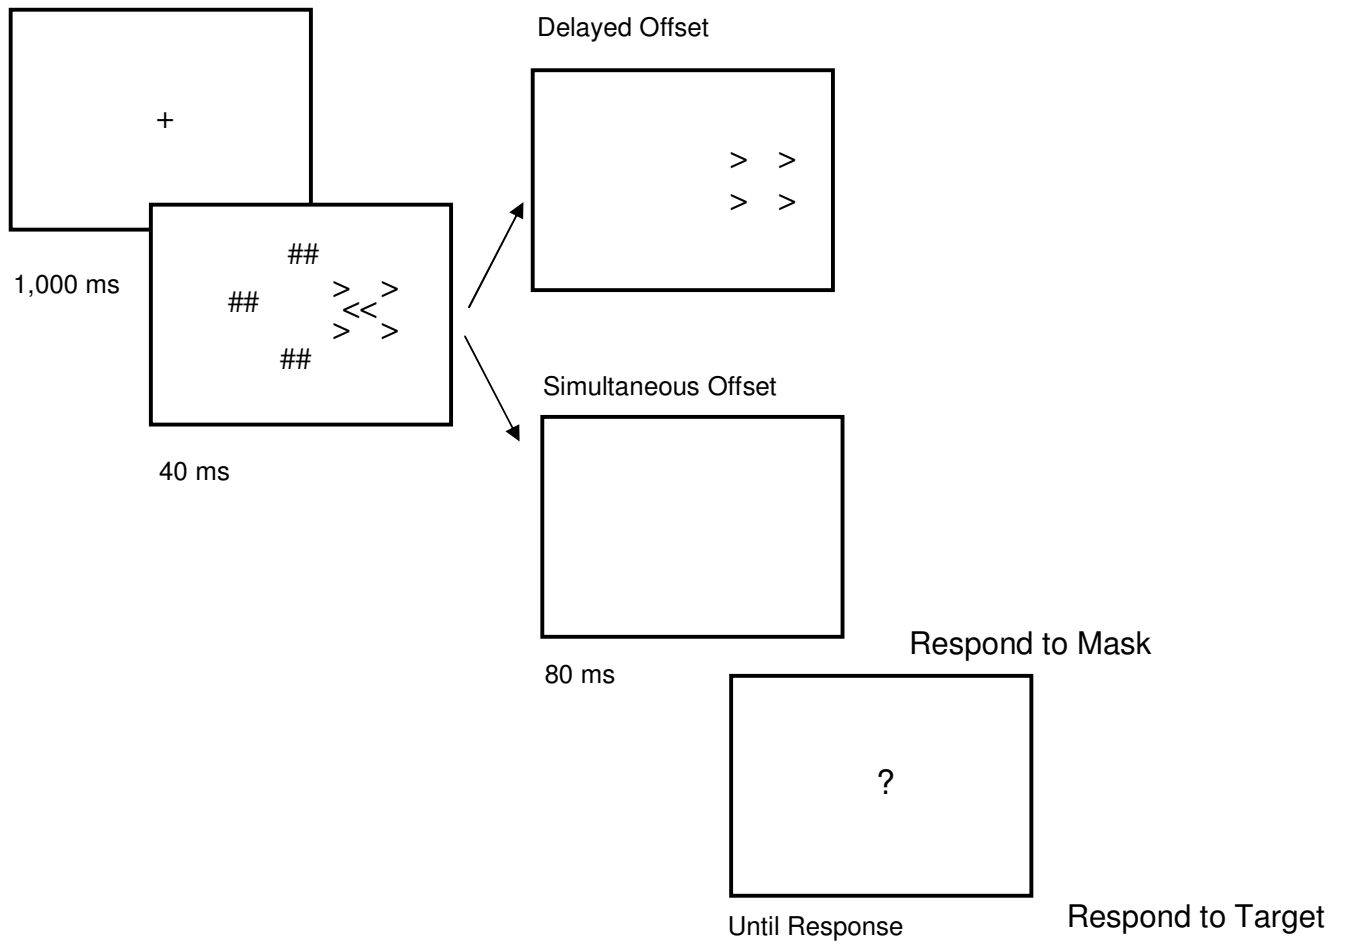 Delayed Offset
+
> >
> >
##
1,000 ms
> >
##
<<
> >
##
Simultaneous Offset
40 ms
Respond to Mask
80 ms
?
Respond to Target
Until Response